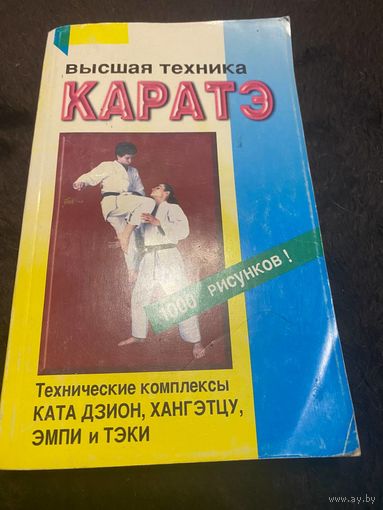 высшая техника
КАРАТЭ
1000 РИСУНКОВ!
Технические комплексы
КАТА ДЗИОН, ХАНГЭТЦУ,
ЭМПИ и ТЭКИ
www.ay.by